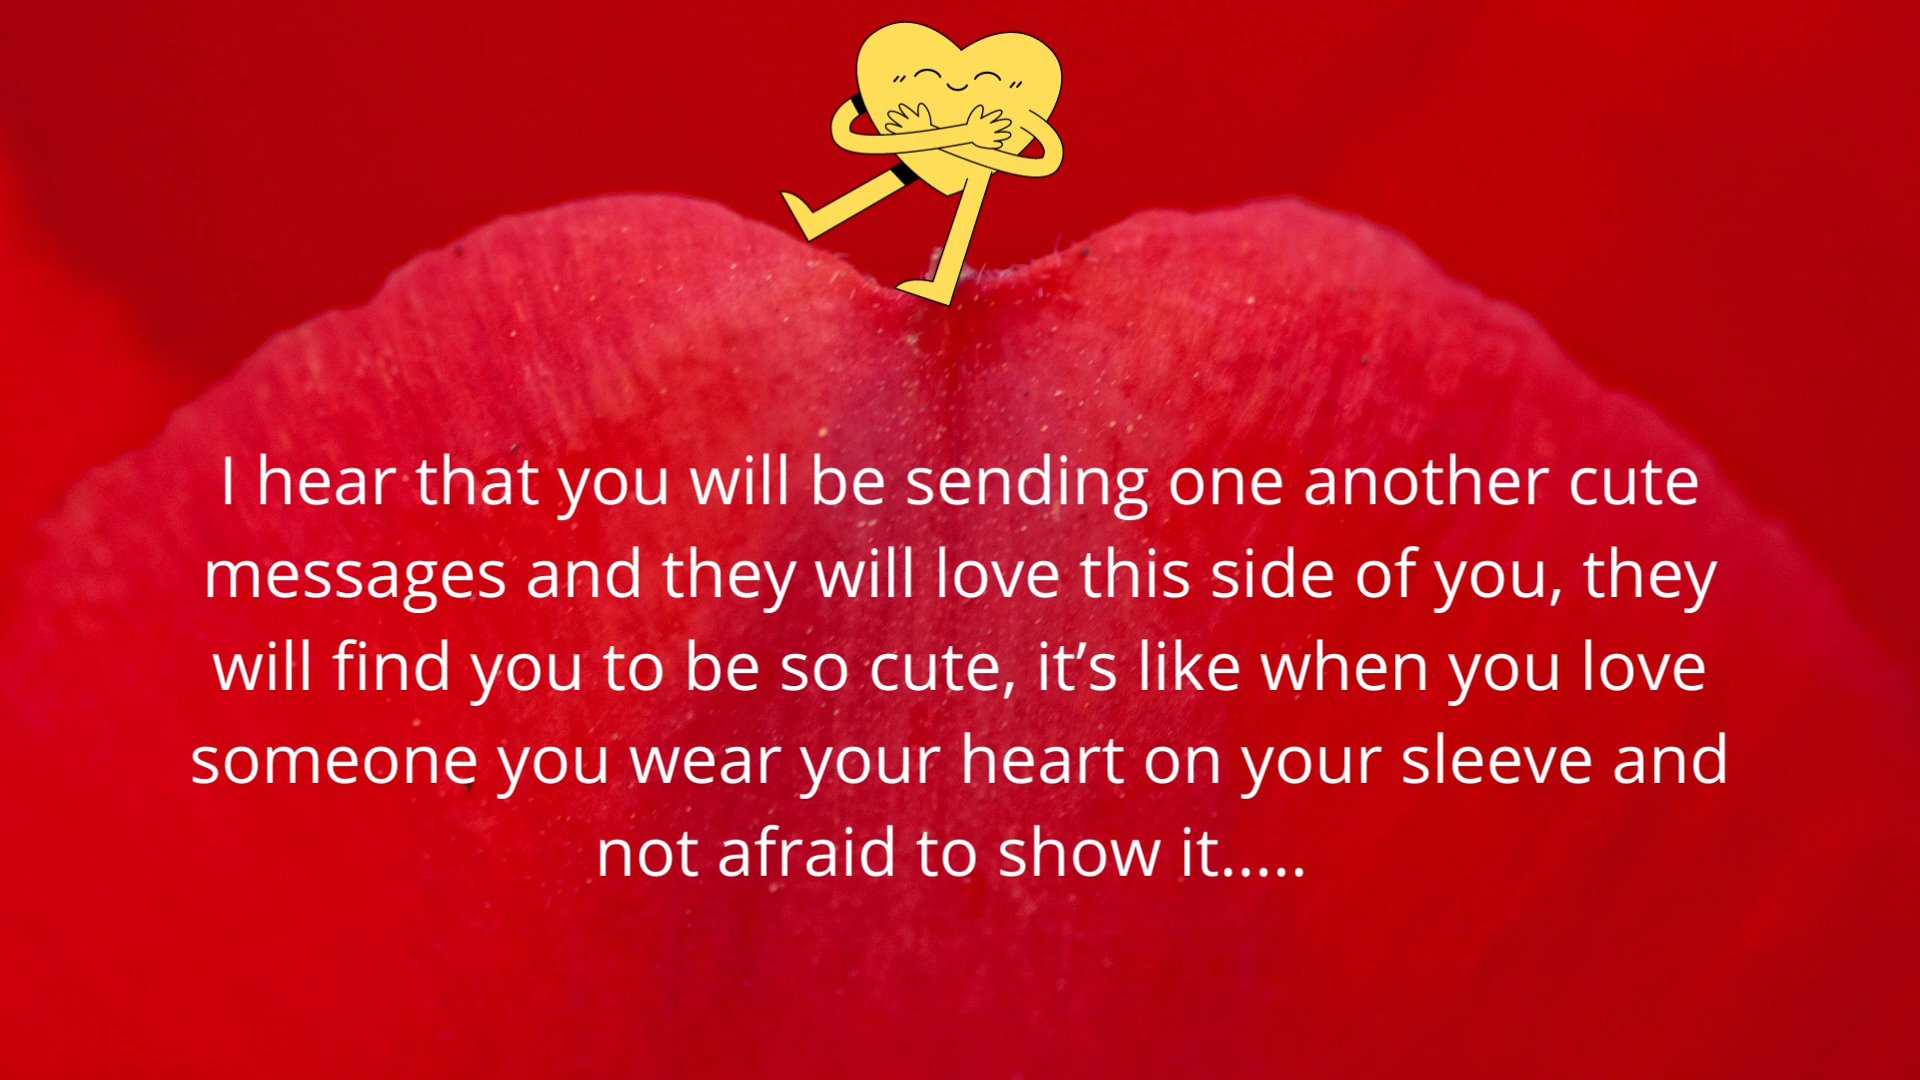 I hear that you will be sending one another cute
messages and they will love this side of you, they
will find you to be so cute, it’s like when you love
someone you wear your heart on your sleeve and
not afraid to show it.....